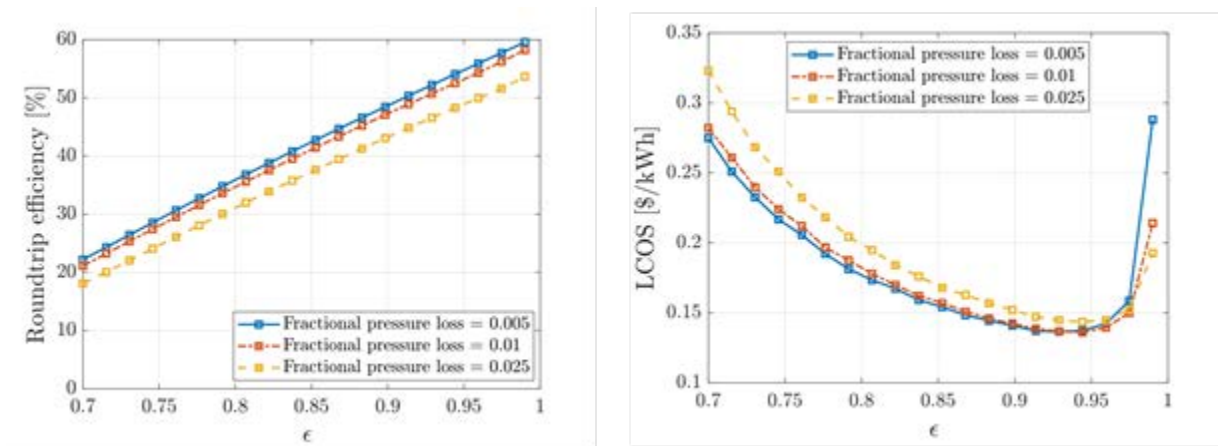 60
50
40
30
20
10
0
Roundtrip efficiency [%]
Fractional pressure loss = 0.005
Fractional pressure loss = 0.01
Fractional pressure loss = 0.025
0.7 0.75 0.8 0.85 0.9 0.95 1
ϵ
0.35
0.3
0.25
0.2
0.15
0.1
LCOS [$/kWh]
Fractional pressure loss = 0.005
Fractional pressure loss = 0.01
Fractional pressure loss = 0.025
0.7 0.75 0.8 0.85 0.9 0.95 1
ϵ